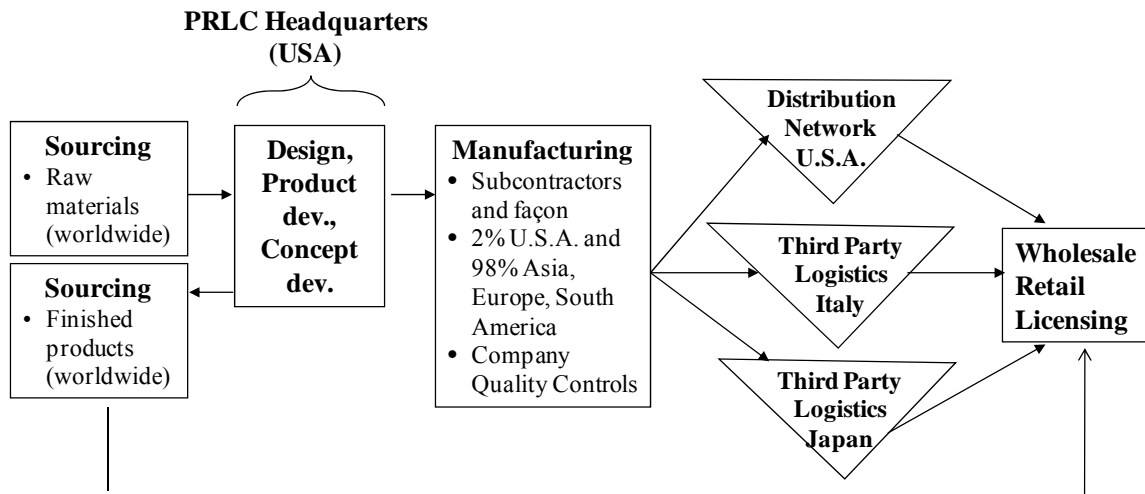 PRLC Headquarters
(USA)
Sourcing
• Raw
materials
(worldwide)
Sourcing
• Finished
products
(worldwide)
Design,
Product
dev.,
Concept
dev.
Manufacturing
• Subcontractors
and façon
• 2% U.S.A. and
98% Asia,
Europe, South
America
• Company
Quality Controls
Distribution
Network
U.S.A.
Third Party
Logistics
Italy
Third Party
Logistics
Japan
Wholesale
Retail
Licensing